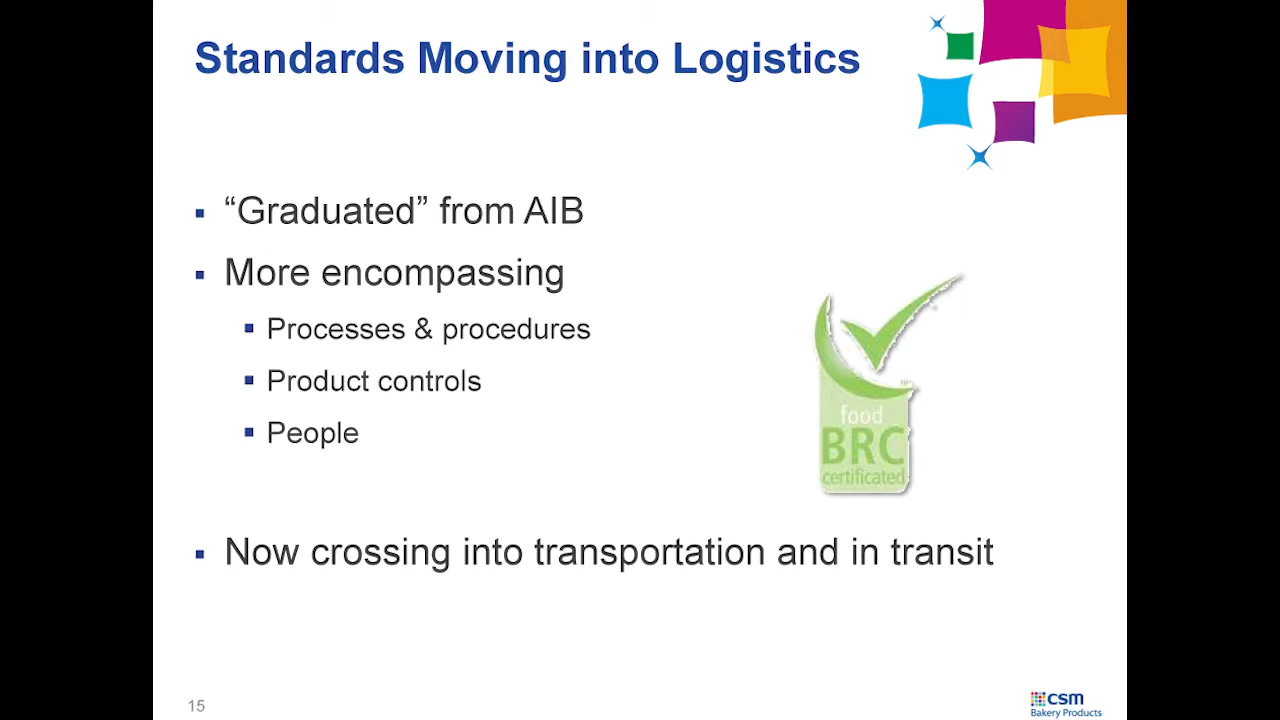 Standards Moving into Logistics
“Graduated” from AIB
More encompassing
Processes & procedures
Product controls
People
food
BRC
certificated
Now crossing into transportation and in transit
15
csm
Bakery Products